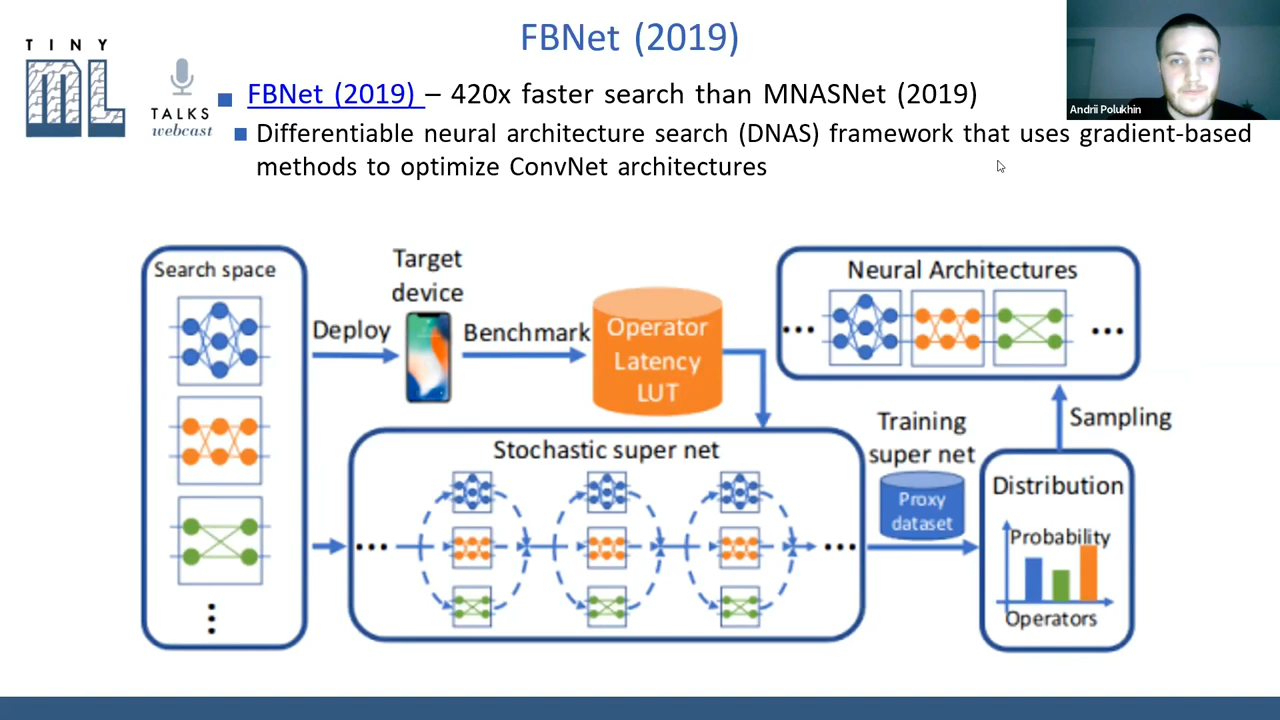 FBNet (2019)
TINY
ML
TALKS
webcast
FBNet (2019) – 420x faster search than MNASNet (2019)
Andrii Polukhin
Differentiable neural architecture search (DNAS) framework that uses gradient-based
methods to optimize ConvNet architectures
Search space
Target
device
Deploy
Benchmark
Operator
Latency
LUT
Neural Architectures
Stochastic super net
Training
super net
Proxy
dataset
Sampling
Distribution
Probability
Operators